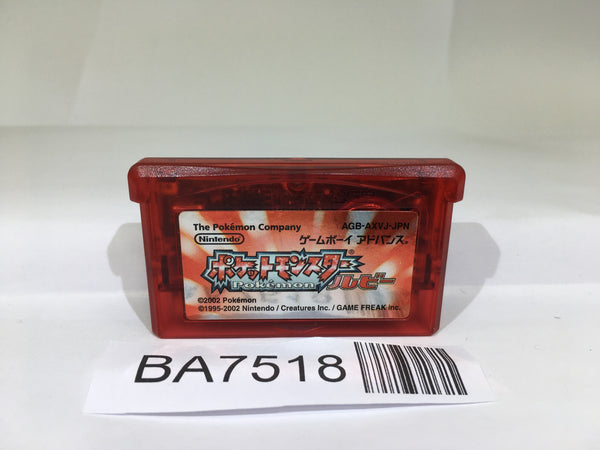 The Pokémon Company
AGB-AXVJ-JPN
Nintendo
ゲームボーイ アドバンス®
ポケットモンスター
Pokémon
ルビー
©2002 Pokémon
©1995-2002 Nintendo / Creatures inc. / GAME FREAK inc.
BA7518